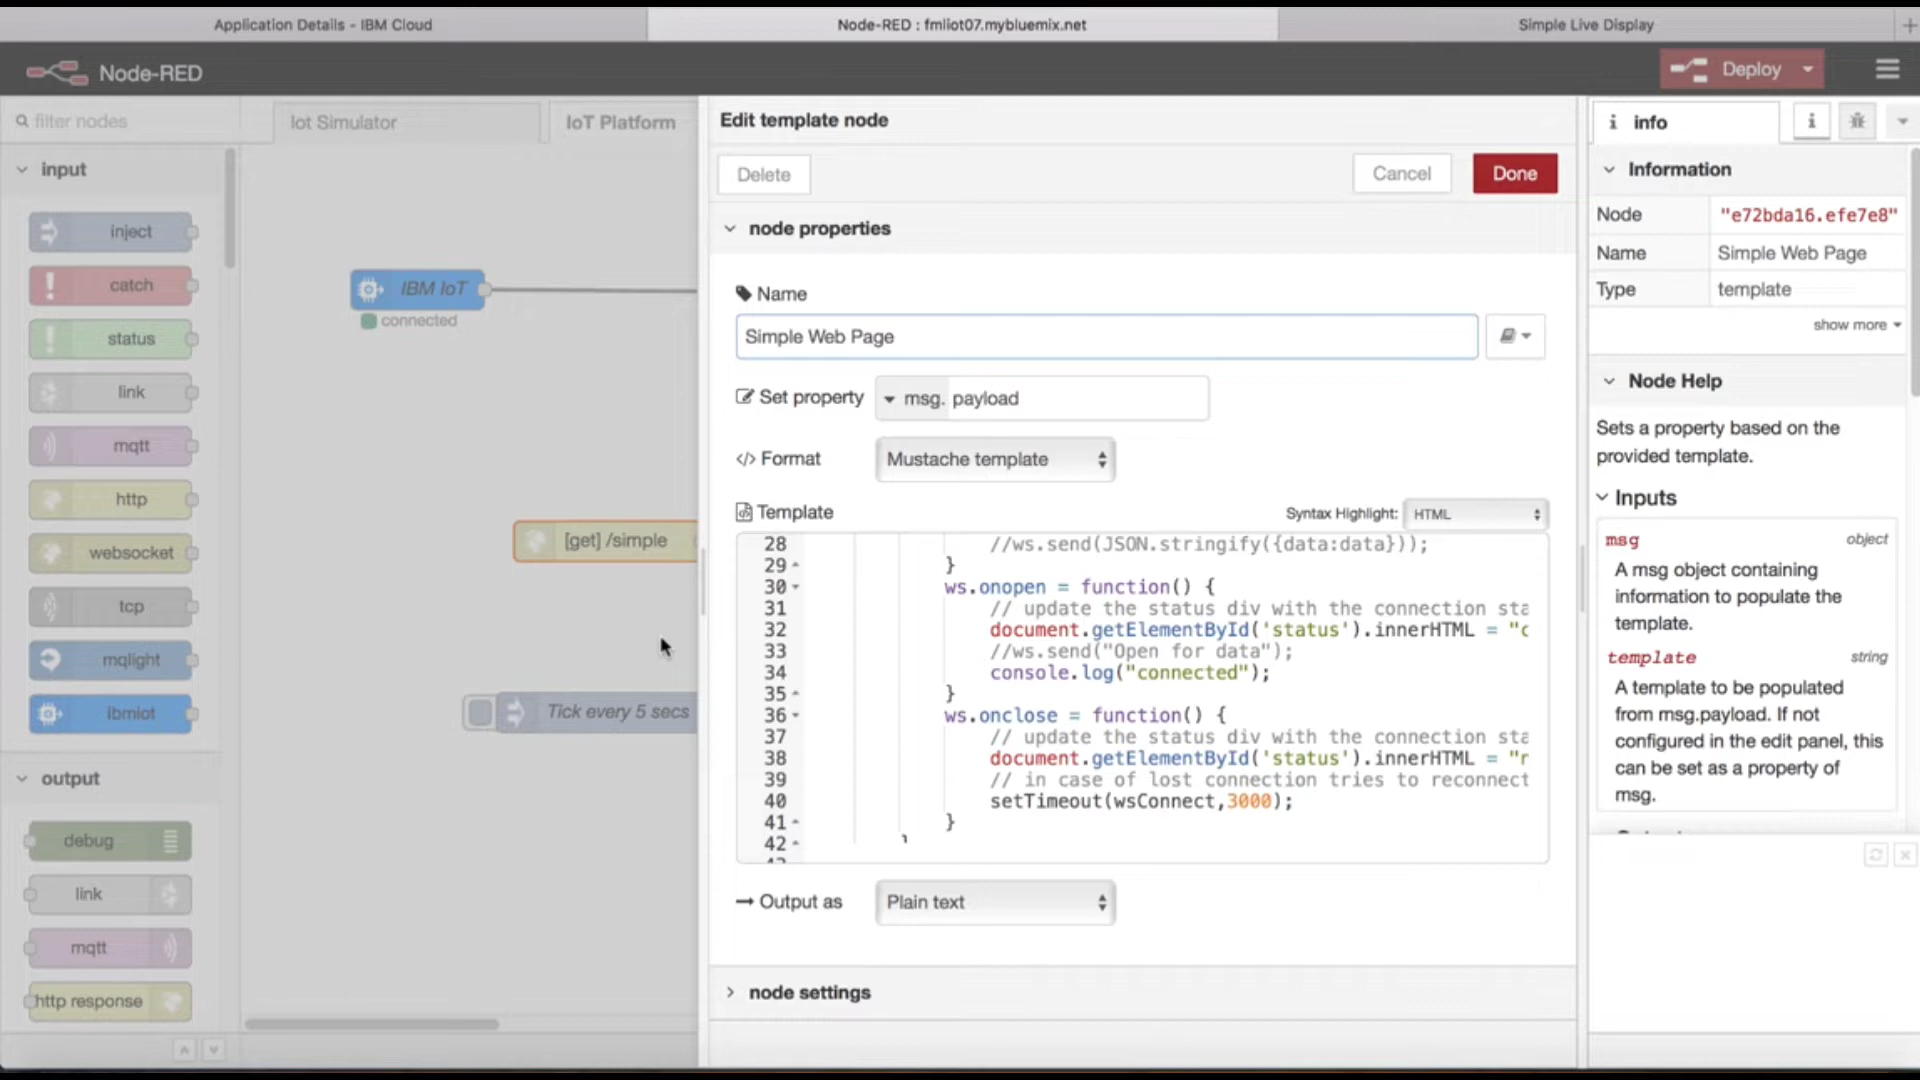 Application Details - IBM Cloud
Node-RED : fmliot07.mybluemix.net
Simple Live Display
Node-RED
Deploy
filter nodes
Iot Simulator
IoT Platform
Edit template node
i info
Delete
Cancel
Done
input
node properties
Information
inject
Node "e72bda16.efe7e8"
Name Simple Web Page
Type template
show more
catch
IBM IoT
connected
Name
Simple Web Page
status
link
Set property msg. payload
Node Help
Sets a property based on the
provided template.
mqtt
</> Format Mustache template
http
Template
Syntax Highlight: HTML
Inputs
msg object
A msg object containing
information to populate the
template.
template string
A template to be populated
from msg.payload. If not
configured in the edit panel, this
can be set as a property of
msg.
websocket
[get] /simple
tcp
mqlight
ibmiot
Tick every 5 secs
28 //ws.send(JSON.stringify({data:data}));
29 }
30 ws.onopen = function() {
31 // update the status div with the connection sta
32 document.getElementById('status').innerHTML = "c
33 //ws.send("Open for data");
34 console.log("connected");
35 }
36 ws.onclose = function() {
37 // update the status div with the connection sta
38 document.getElementById('status').innerHTML = "n
39 // in case of lost connection tries to reconnect
40 setTimeout(wsConnect,3000);
41 }
42
output
debug
link
Output as Plain text
mqtt
node settings
http response